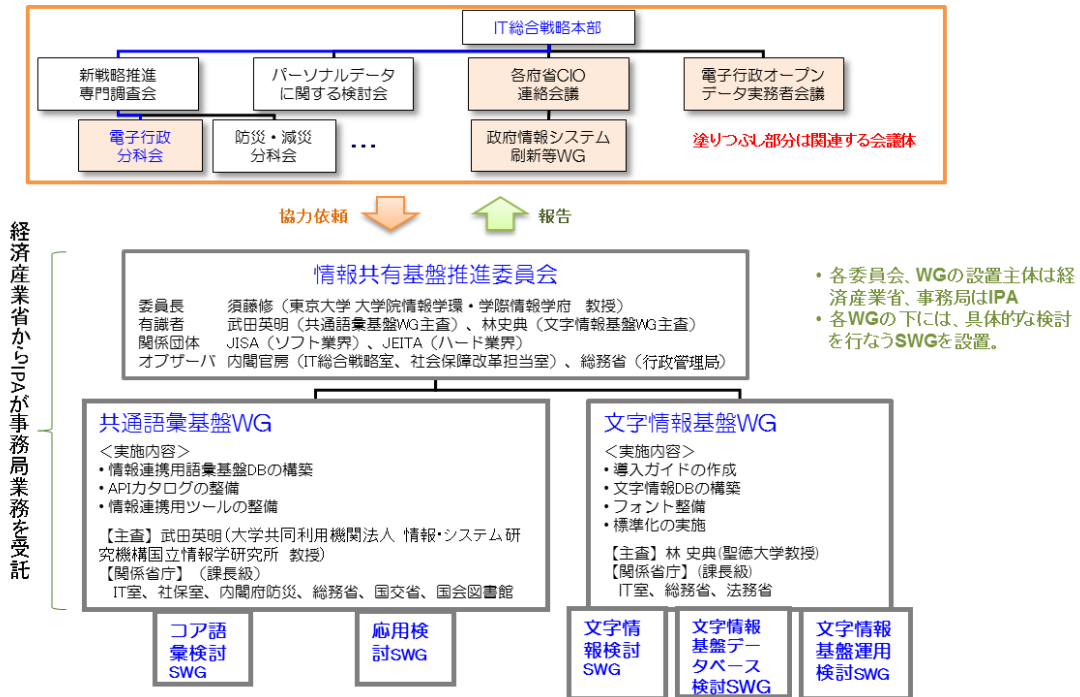 IT総合戦略本部
新戦略推進
専門調査会
パーソナルデータ
に関する検討会
各府省CIO
連絡会議
電子行政オープン
データ実務者会議
電子行政
分科会
防災・減災
分科会
…
政府情報システム
刷新等WG
塗りつぶし部分は関連する会議体
協力依頼
報告
経済産業省からIPAが事務局業務を受託
情報共有基盤推進委員会
委員長 須藤修（東京大学 大学院情報学環・学際情報学府 教授）
有識者 武田英明（共通語彙基盤WG主査）、林史典（文字情報基盤WG主査）
関係団体 JISA（ソフト業界）、JEITA（ハード業界）
オブザーバ 内閣官房（IT総合戦略室、社会保障改革担当室）、総務省（行政管理局）
• 各委員会、WGの設置主体は経
済産業省、事務局はIPA
• 各WGの下には、具体的な検討
を行なうSWGを設置。
共通語彙基盤WG
＜実施内容＞
• 情報連携用語彙基盤DBの構築
• APIカタログの整備
• 情報連携用ツールの整備
【主査】武田英明(大学共同利用機関法人 情報・システム研
究機構国立情報学研究所 教授)
【関係省庁】（課長級）
IT室、社保室、内閣府防災、総務省、国交省、国会図書館
文字情報基盤WG
＜実施内容＞
• 導入ガイドの作成
• 文字情報DBの構築
• フォント整備
• 標準化の実施
【主査】林 史典(聖徳大学教授)
【関係省庁】(課長級)
IT室、総務省、法務省
コア語
彙検討
SWG
応用検
討SWG
文字情
報検討
SWG
文字情報
基盤デー
タベース
検討SWG
文字情報
基盤運用
検討SWG